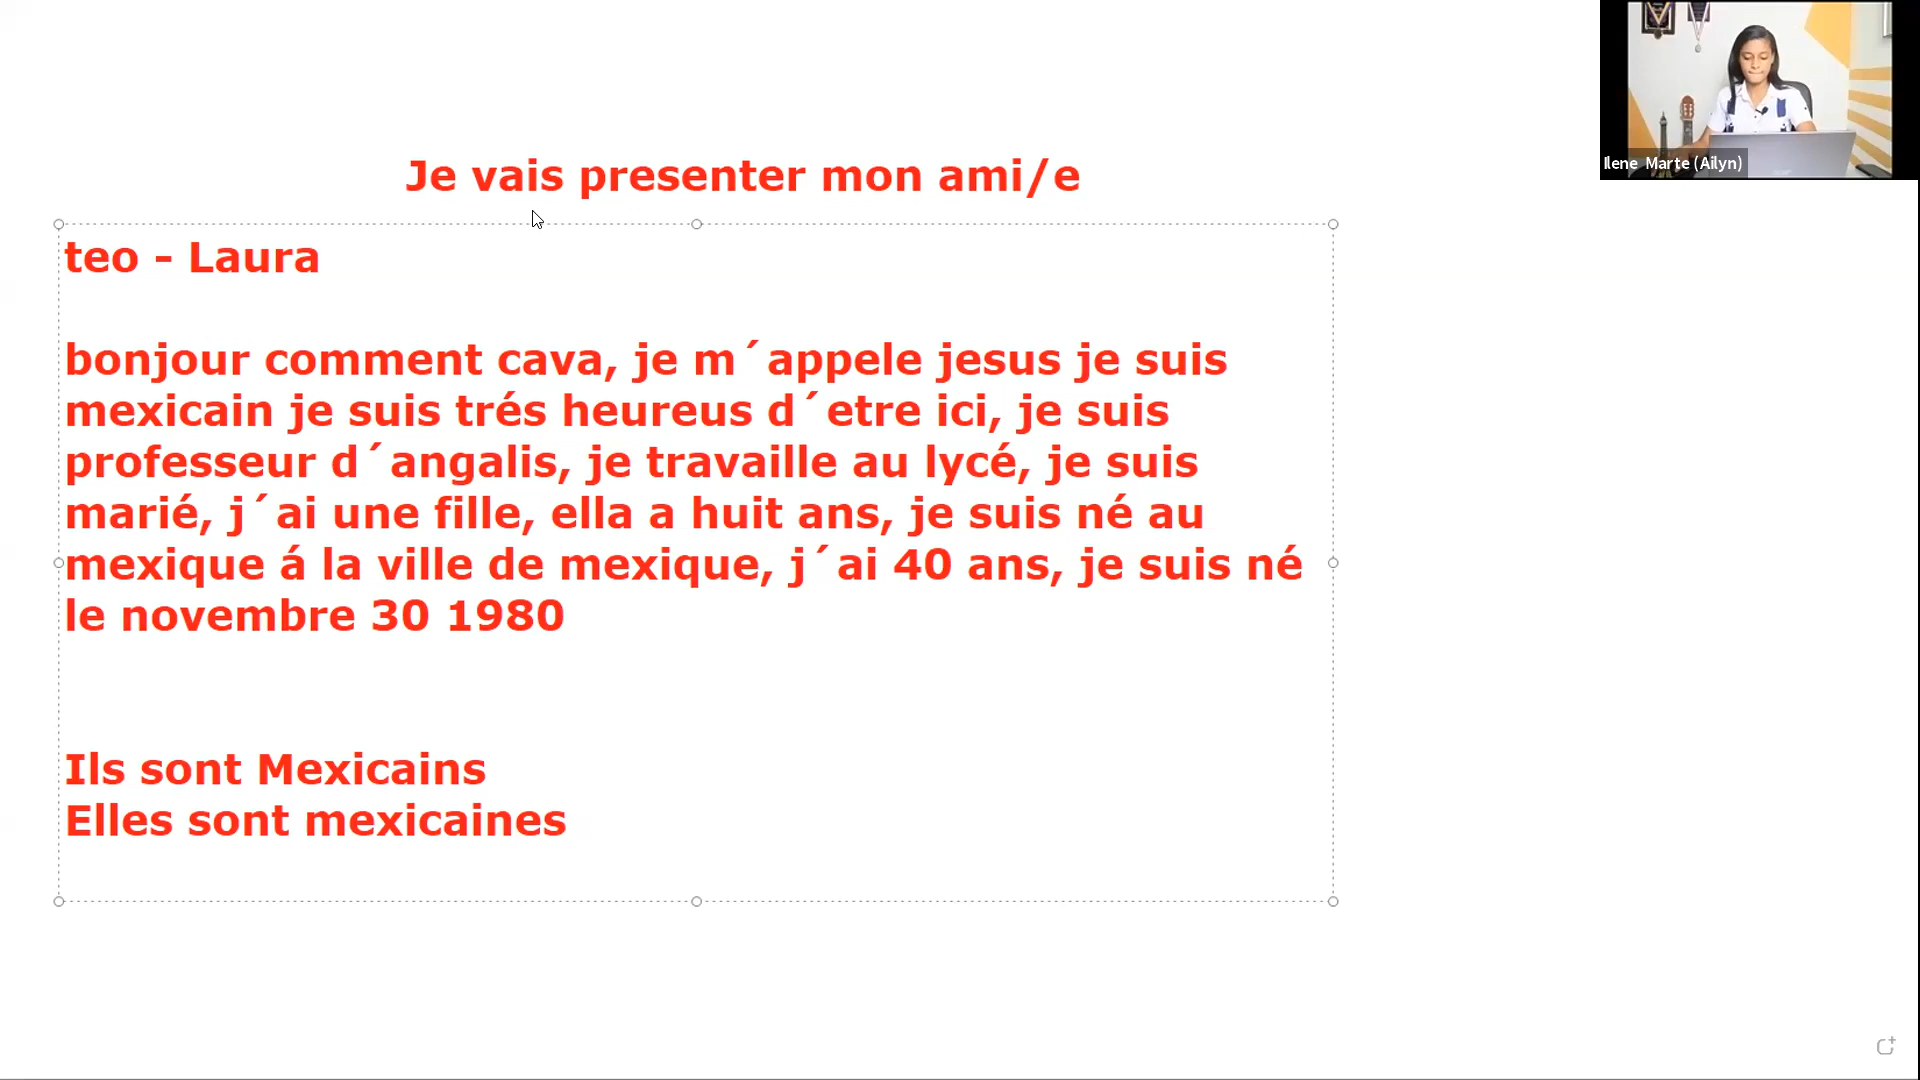 Ilene Marte (Ailyn)
Je vais presenter mon ami/e
teo - Laura
bonjour comment cava, je m´appele jesus je suis
mexicain je suis trés heureus d´etre ici, je suis
professeur d´angalis, je travaille au lycé, je suis
marié, j´ai une fille, ella a huit ans, je suis né au
mexique á la ville de mexique, j´ai 40 ans, je suis né
le novembre 30 1980
Ils sont Mexicains
Elles sont mexicaines